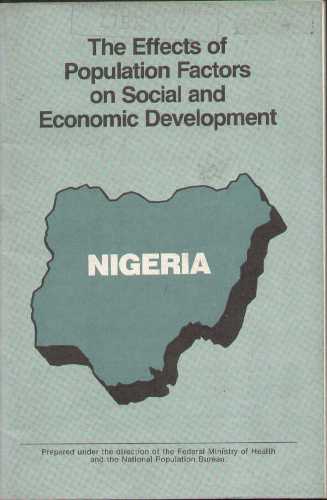 The Effects of
Population Factors
on Social and
Economic Development
NIGERIA
Prepared under the direction of the Federal Ministry of Health
and the National Population Bureau.